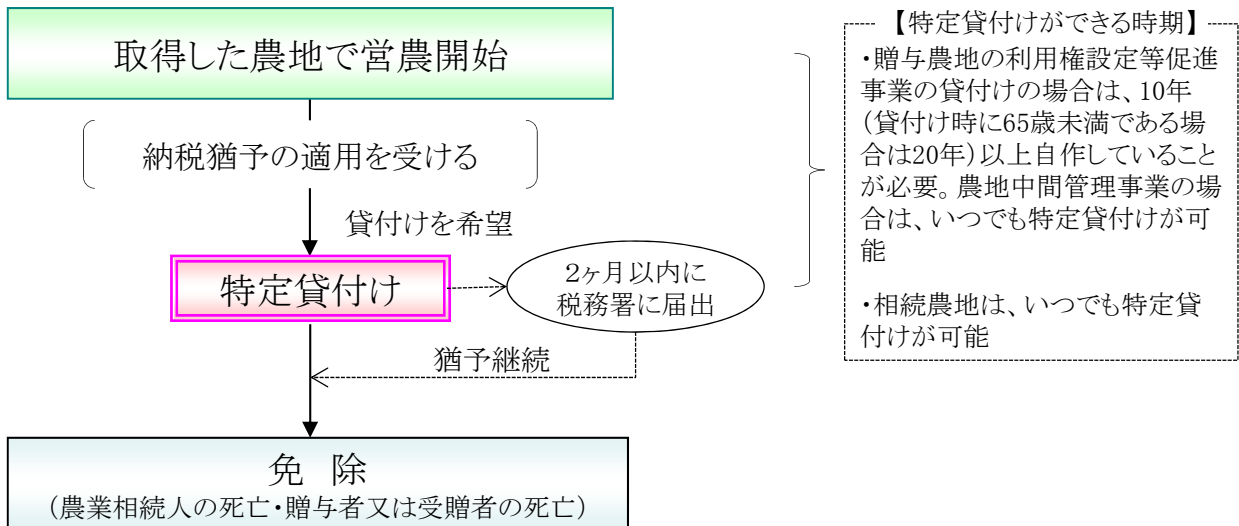 取得した農地で営農開始
納税猶予の適用を受ける
貸付けを希望
特定貸付け
2ヶ月以内に
税務署に届出
猶予継続
免 除
(農業相続人の死亡・贈与者又は受贈者の死亡)
【特定貸付けができる時期】
・贈与農地の利用権設定等促進
事業の貸付けの場合は、10年
(貸付け時に65歳未満である場
合は20年)以上自作していること
が必要。農地中間管理事業の場
合は、いつでも特定貸付けが可
能
・相続農地は、いつでも特定貸
付けが可能